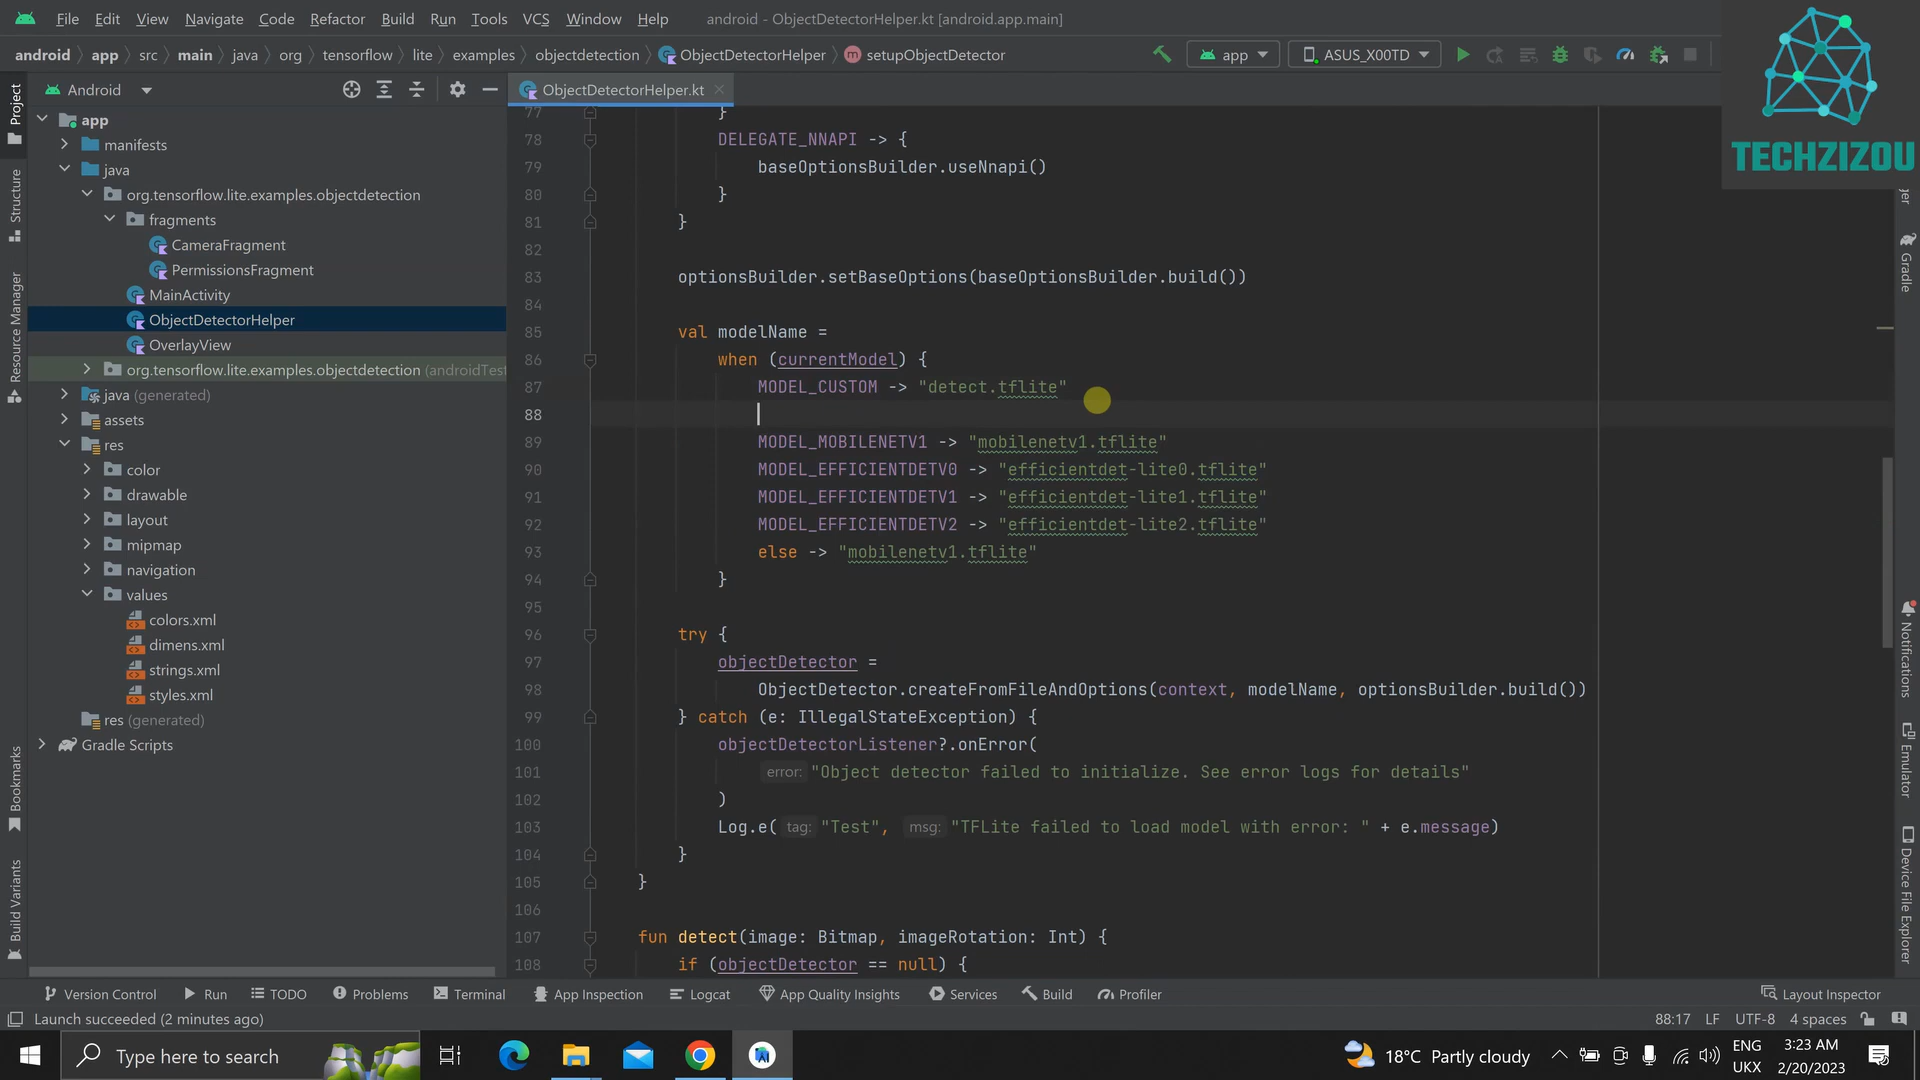 File Edit View Navigate Code Refactor Build Run Tools VCS Window Help android - ObjectDetectorHelper.kt [android.app.main]
android app src main java org tensorflow lite examples objectdetection ObjectDetectorHelper setupObjectDetector app ASUS_X00TD
TECHZIZOU
Android
ObjectDetectorHelper.kt
Project
Structure
Resource Manager
Bookmarks
Build Variants
app
manifests
java
org.tensorflow.lite.examples.objectdetection
fragments
CameraFragment
PermissionsFragment
MainActivity
ObjectDetectorHelper
OverlayView
org.tensorflow.lite.examples.objectdetection (androidTest
java (generated)
assets
res
color
drawable
layout
mipmap
navigation
values
colors.xml
dimens.xml
strings.xml
styles.xml
res (generated)
Gradle Scripts
77 }
78 DELEGATE_NNAPI -> {
79 baseOptionsBuilder.useNnapi()
80 }
81 }
82
83 optionsBuilder.setBaseOptions(baseOptionsBuilder.build())
84
85 val modelName =
86 when (currentModel) {
87 MODEL_CUSTOM -> "detect.tflite"
88
89 MODEL_MOBILENETV1 -> "mobilenetv1.tflite"
90 MODEL_EFFICIENTDETV0 -> "efficientdet-lite0.tflite"
91 MODEL_EFFICIENTDETV1 -> "efficientdet-lite1.tflite"
92 MODEL_EFFICIENTDETV2 -> "efficientdet-lite2.tflite"
93 else -> "mobilenetv1.tflite"
94 }
95
96 try {
97 objectDetector =
98 ObjectDetector.createFromFileAndOptions(context, modelName, optionsBuilder.build())
99 } catch (e: IllegalStateException) {
100 objectDetectorListener?.onError(
101 error: "Object detector failed to initialize. See error logs for details"
102 )
103 Log.e( tag: "Test", msg: "TFLite failed to load model with error: " + e.message)
104 }
105 }
106
107 fun detect(image: Bitmap, imageRotation: Int) {
108 if (objectDetector == null) {
Gradle
Notifications
Emulator
Device File Explorer
Version Control Run TODO Problems Terminal App Inspection Logcat App Quality Insights Services Build Profiler Layout Inspector
Launch succeeded (2 minutes ago) 88:17 LF UTF-8 4 spaces
Type here to search 18°C Partly cloudy ENG 3:23 AM
UKX 2/20/2023